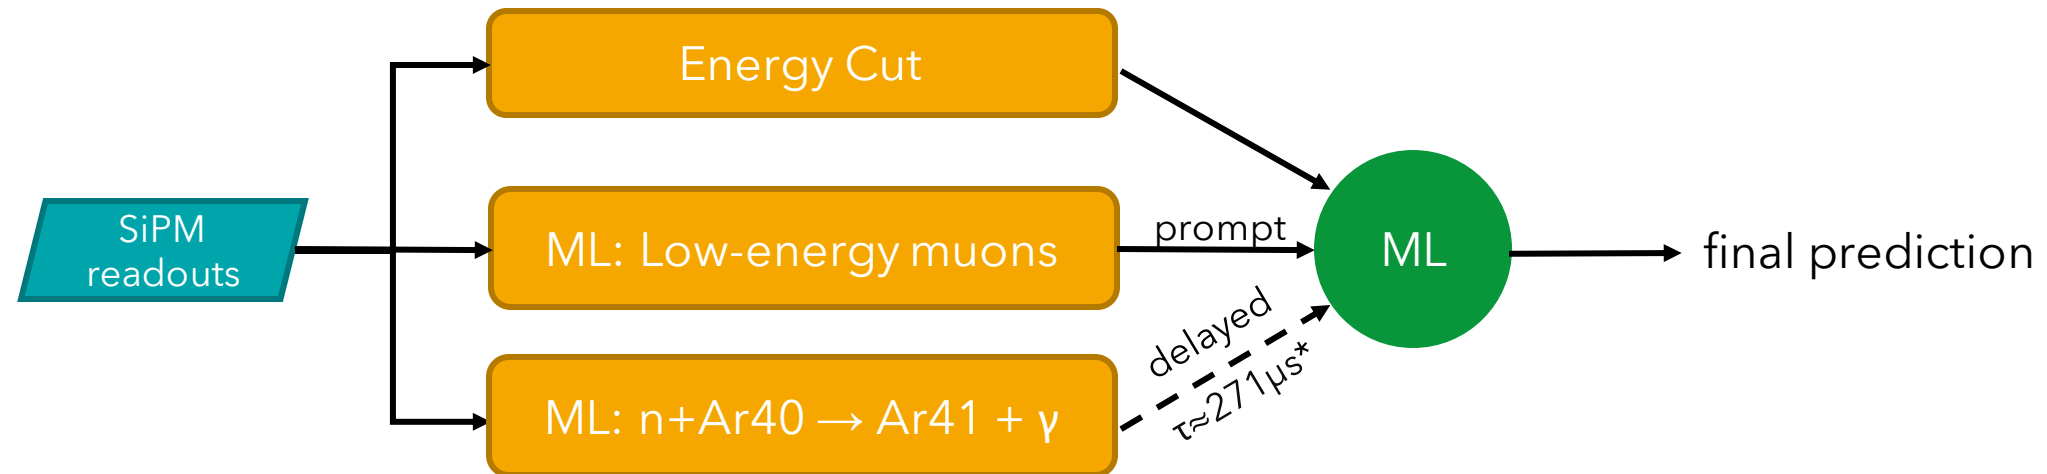 Energy Cut
SiPM
readouts
ML: Low-energy muons
prompt
ML
final prediction
delayed
τ≈271μs*
ML: n+Ar40 → Ar41 + γ